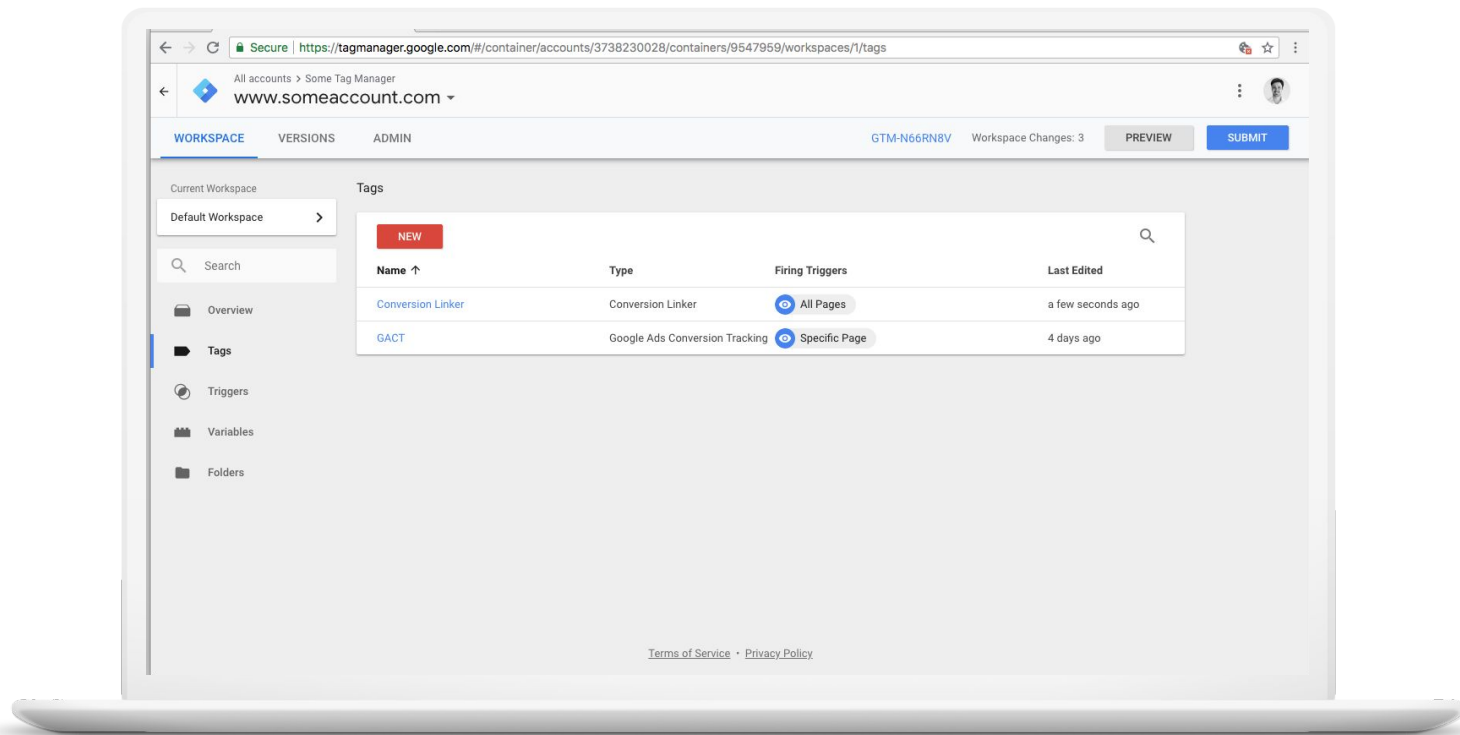 Secure | https://tagmanager.google.com/#/container/accounts/3738230028/containers/9547959/workspaces/1/tags
All accounts > Some Tag Manager
www.someaccount.com
WORKSPACE VERSIONS ADMIN GTM-N66RN8V Workspace Changes: 3 PREVIEW SUBMIT
Current Workspace
Default Workspace
Search
Overview
Tags
Triggers
Variables
Folders
Tags
NEW
Name Type Firing Triggers Last Edited
Conversion Linker Conversion Linker All Pages a few seconds ago
GACT Google Ads Conversion Tracking Specific Page 4 days ago
Terms of Service · Privacy Policy